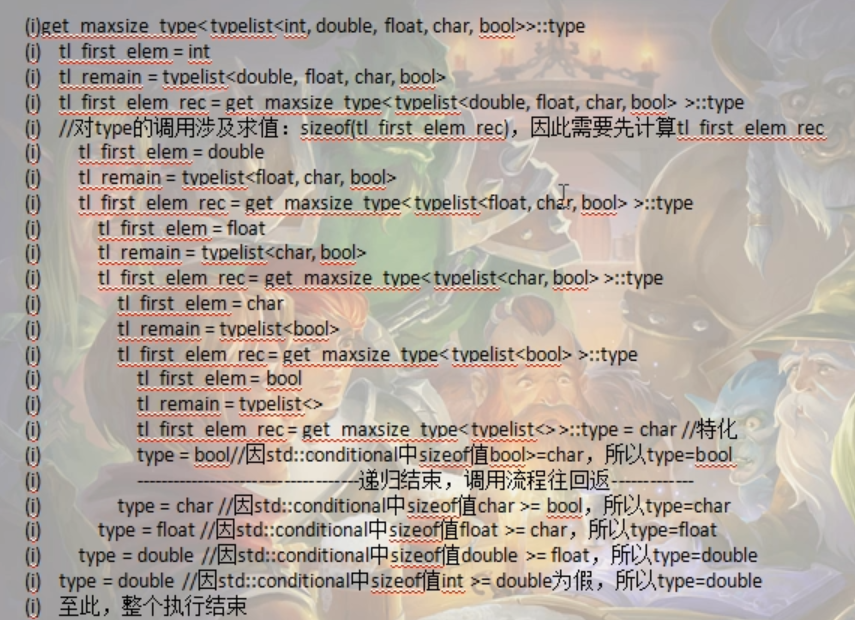 (i)get_maxsize_type<typelist<int, double, float, char, bool>>::type
(i) tl_first_elem = int
(i) tl_remain = typelist<double, float, char, bool>
(i) tl_first_elem_rec = get_maxsize_type<typelist<double, float, char, bool> >::type
(i) //对type的调用涉及求值：sizeof(tl_first_elem_rec)，因此需要先计算tl_first_elem_rec
(i) tl_first_elem = double
(i) tl_remain = typelist<float, char, bool>
(i) tl_first_elem_rec = get_maxsize_type<typelist<float, char, bool> >::type
(i) tl_first_elem = float
(i) tl_remain = typelist<char, bool>
(i) tl_first_elem_rec = get_maxsize_type<typelist<char, bool> >::type
(i) tl_first_elem = char
(i) tl_remain = typelist<bool>
(i) tl_first_elem_rec = get_maxsize_type<typelist<bool> >::type
(i) tl_first_elem = bool
(i) tl_remain = typelist<>
(i) tl_first_elem_rec = get_maxsize_type<typelist<> >::type = char //特化
(i) type = bool//因std::conditional中sizeof值bool>=char，所以type=bool
(i) ----------------------------------递归结束，调用流程往回返-------------
(i) type = char //因std::conditional中sizeof值char >= bool，所以type=char
(i) type = float //因std::conditional中sizeof值float >= char，所以type=float
(i) type = double //因std::conditional中sizeof值double >= float，所以type=double
(i) type = double //因std::conditional中sizeof值int >= double为假，所以type=double
(i) 至此，整个执行结束